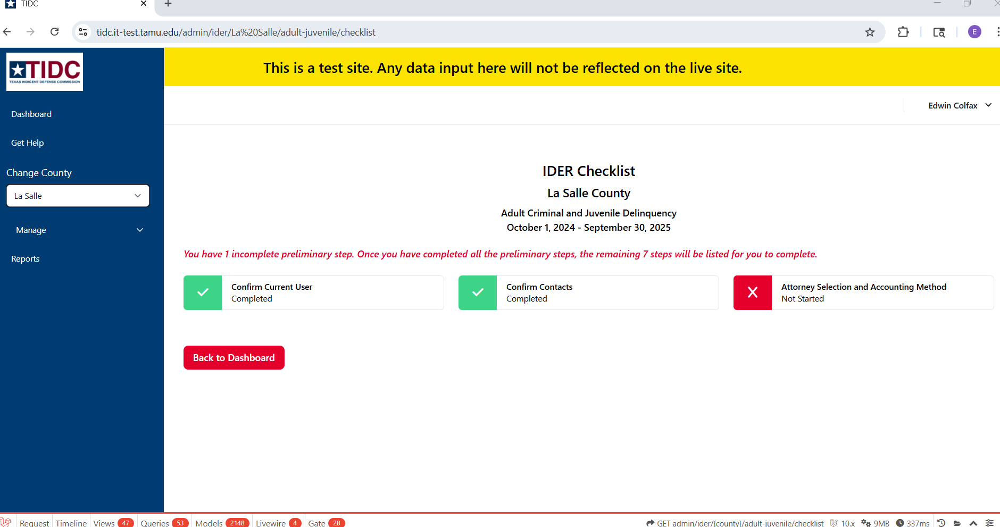 TIDC
tidc.it-test.tamu.edu/admin/ider/La%20Salle/adult-juvenile/checklist
E
TIDC
TEXAS INDIGENT DEFENSE COMMISSION
This is a test site. Any data input here will not be reflected on the live site.
Dashboard
Edwin Colfax
Get Help
Change County
La Salle
Manage
Reports
IDER Checklist
La Salle County
Adult Criminal and Juvenile Delinquency
October 1, 2024 - September 30, 2025
You have 1 incomplete preliminary step. Once you have completed all the preliminary steps, the remaining 7 steps will be listed for you to complete.
Confirm Current User
Completed
Confirm Contacts
Completed
Attorney Selection and Accounting Method
Not Started
Back to Dashboard
Request Timeline Views 47 Queries 53 Models 2148 Livewire 4 Gate 28 GET admin/ider/{county}/adult-juvenile/checklist 10.x 9MB 337ms